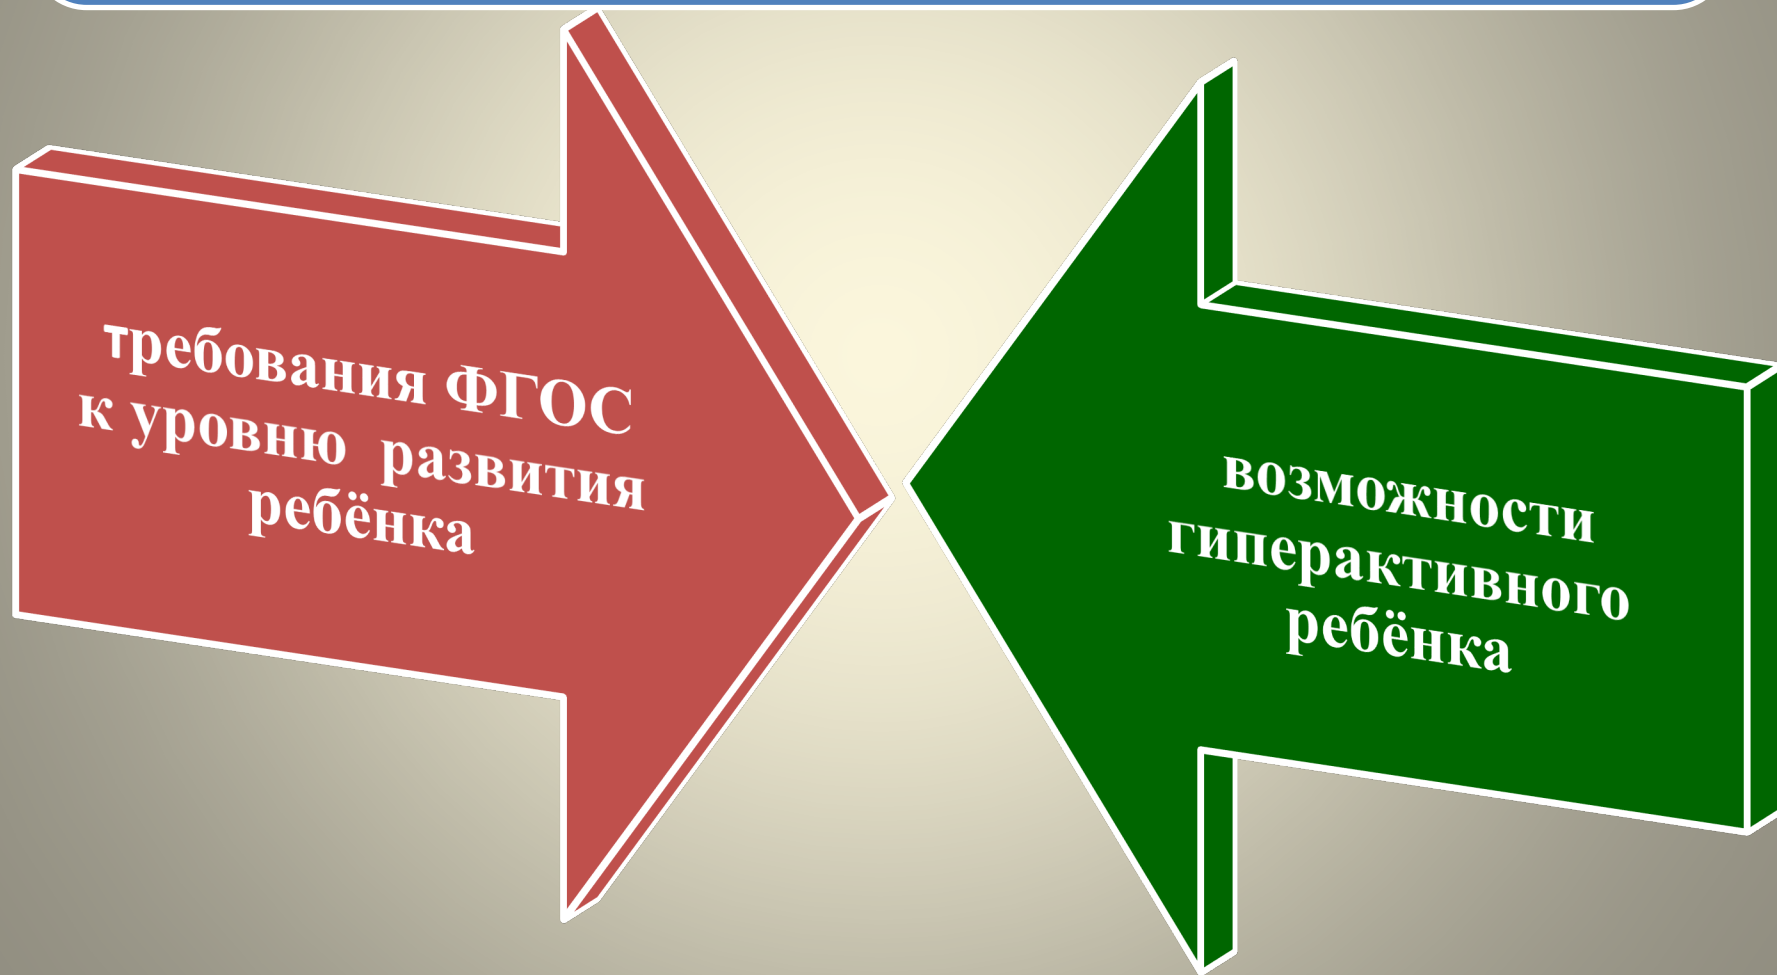 требования ФГОС
к уровню развития
ребёнка
возможности
гиперактивного
ребёнка